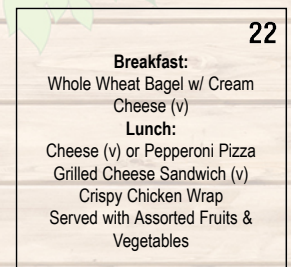 22
Breakfast:
Whole Wheat Bagel w/ Cream
Cheese (v)
Lunch:
Cheese (v) or Pepperoni Pizza
Grilled Cheese Sandwich (v)
Crispy Chicken Wrap
Served with Assorted Fruits &
Vegetables